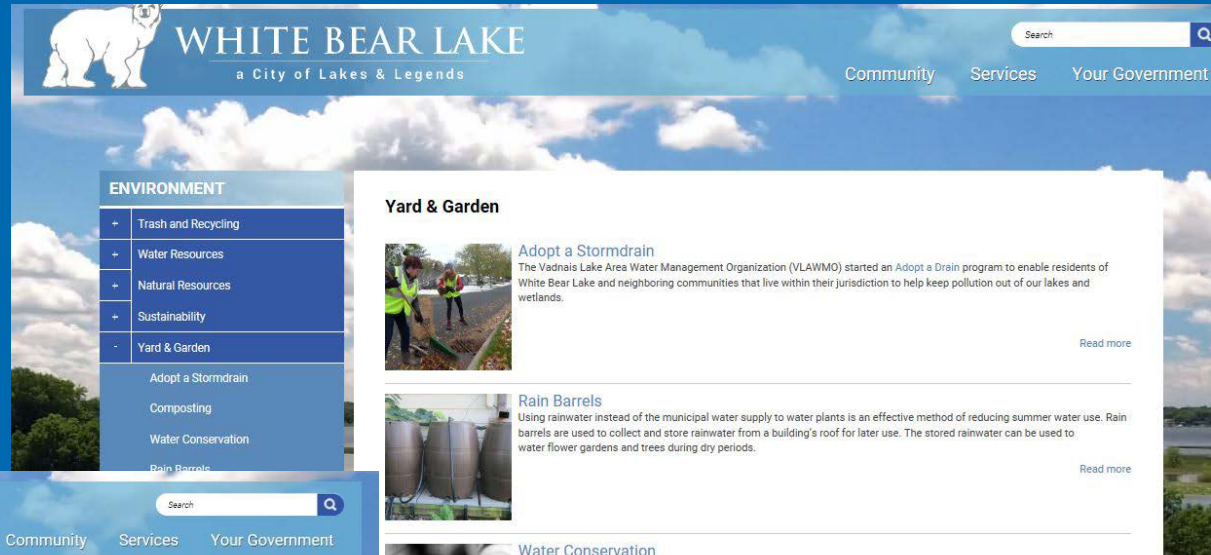 WHITE BEAR LAKE
a City of Lakes & Legends
Search
Community Services Your Government
ENVIRONMENT
+ Trash and Recycling
+ Water Resources
+ Natural Resources
+ Sustainability
- Yard & Garden
Adopt a Stormdrain
Composting
Water Conservation
Rain Barrels
Yard & Garden
Adopt a Stormdrain
The Vadnais Lake Area Water Management Organization (VLAWMO) started an Adopt a Drain program to enable residents of
White Bear Lake and neighboring communities that live within their jurisdiction to help keep pollution out of our lakes and
wetlands.
Read more
Rain Barrels
Using rainwater instead of the municipal water supply to water plants is an effective method of reducing summer water use. Rain
barrels are used to collect and store rainwater from a building's roof for later use. The stored rainwater can be used to
water flower gardens and trees during dry periods.
Read more
Water Conservation
Search
Community Services Your Government